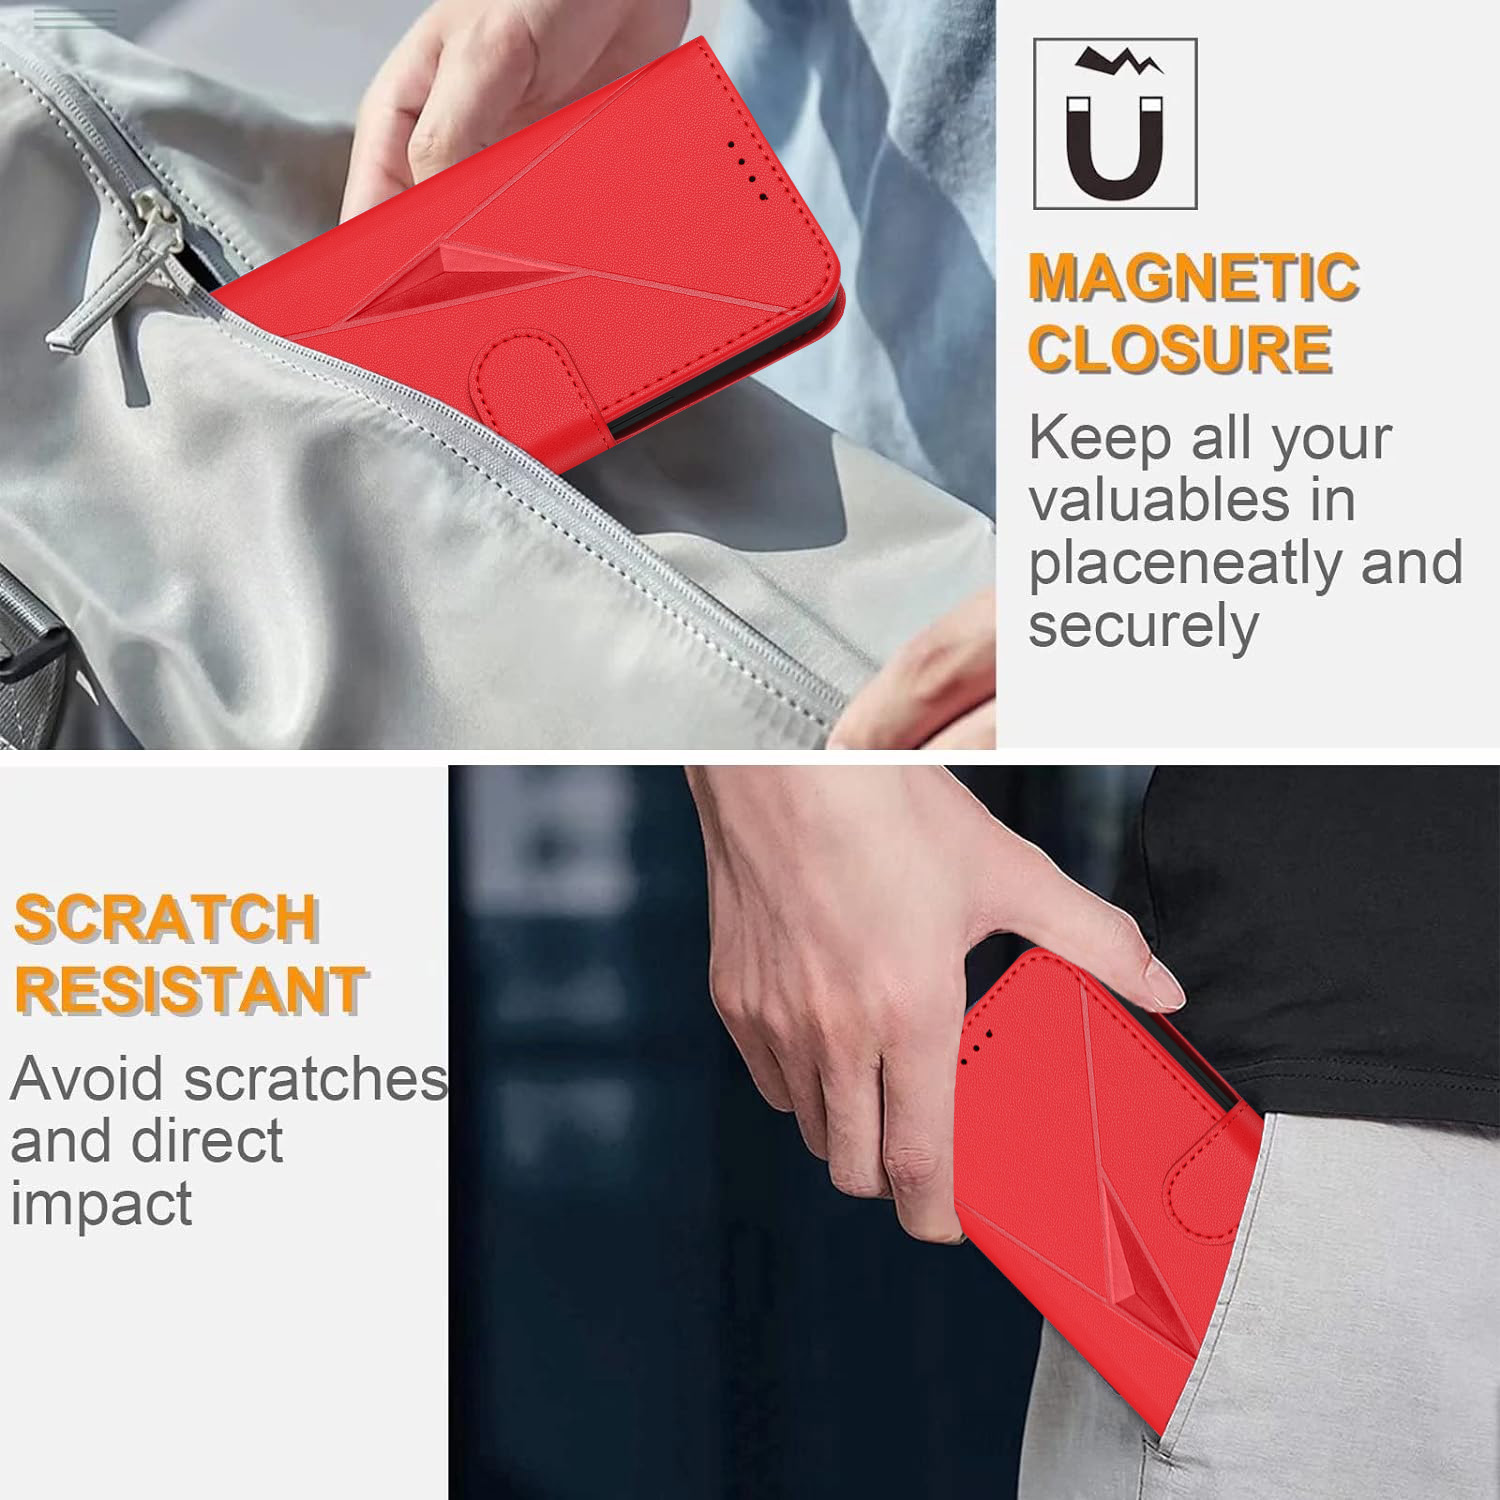 MAGNETIC
CLOSURE
Keep all your
valuables in
placeneatly and
securely
SCRATCH
RESISTANT
Avoid scratches
and direct
impact